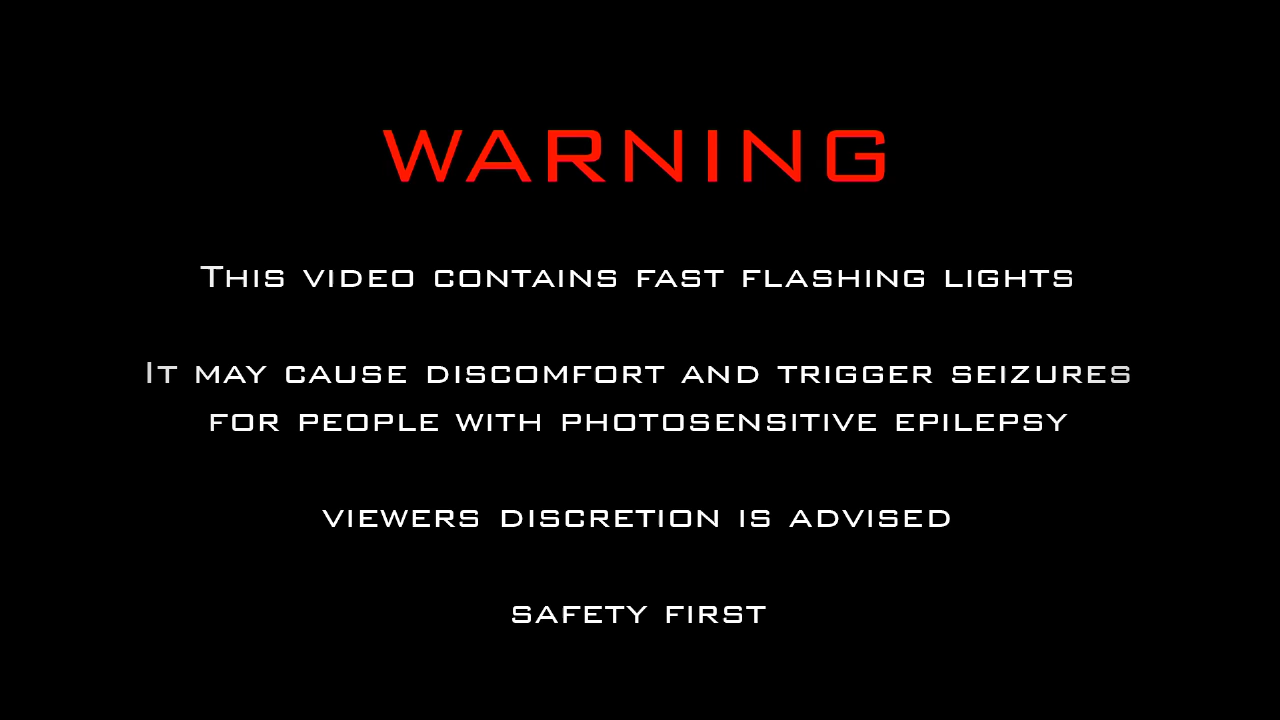 WARNING
This video contains fast flashing lights
It may cause discomfort and trigger seizures
for people with photosensitive epilepsy
viewers discretion is advised
safety first